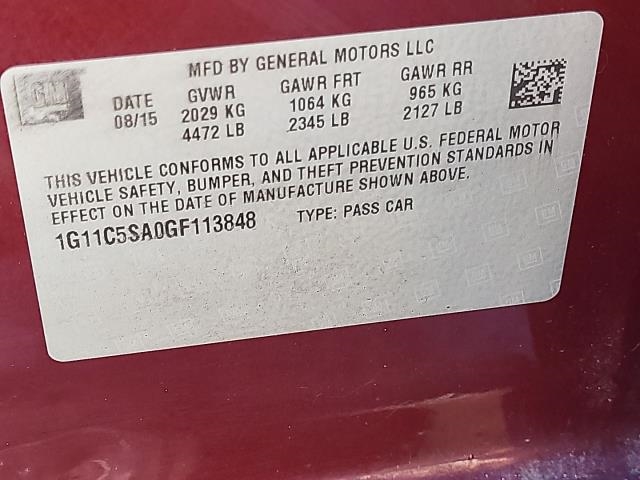 MFD BY GENERAL MOTORS LLC
GM
DATE GVWR GAWR FRT GAWR RR
08/15 2029 KG 1064 KG 965 KG
4472 LB 2345 LB 2127 LB
THIS VEHICLE CONFORMS TO ALL APPLICABLE U.S. FEDERAL MOTOR
VEHICLE SAFETY, BUMPER, AND THEFT PREVENTION STANDARDS IN
EFFECT ON THE DATE OF MANUFACTURE SHOWN ABOVE.
1G11C5SA0GF113848 TYPE: PASS CAR